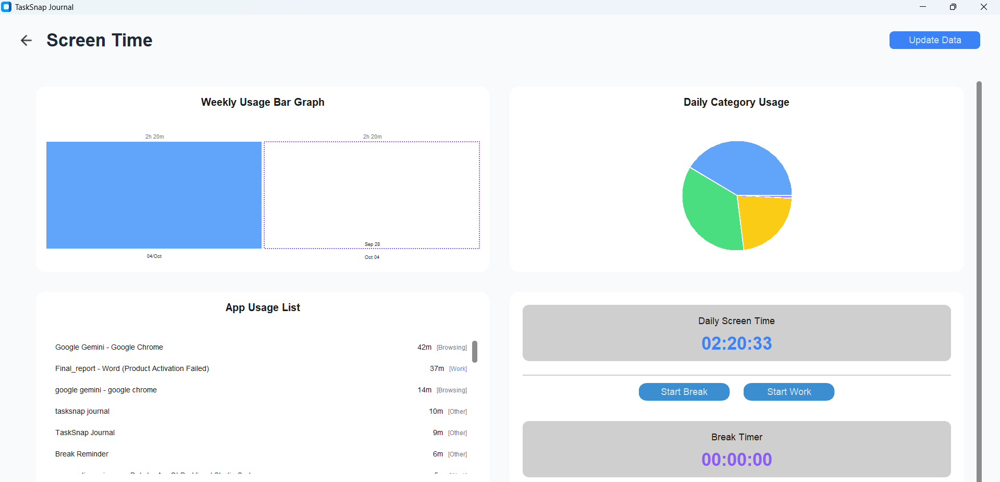 TaskSnap Journal
Screen Time
Update Data
Weekly Usage Bar Graph
2h 20m
2h 20m
Sep 28
04/Oct
Oct 04
Daily Category Usage
App Usage List
Google Gemini - Google Chrome 42m [Browsing]
Final_report - Word (Product Activation Failed) 37m [Work]
google gemini - google chrome 14m [Browsing]
tasksnap journal 10m [Other]
TaskSnap Journal 9m [Other]
Break Reminder 6m [Other]
Daily Screen Time
02:20:33
Start Break
Start Work
Break Timer
00:00:00